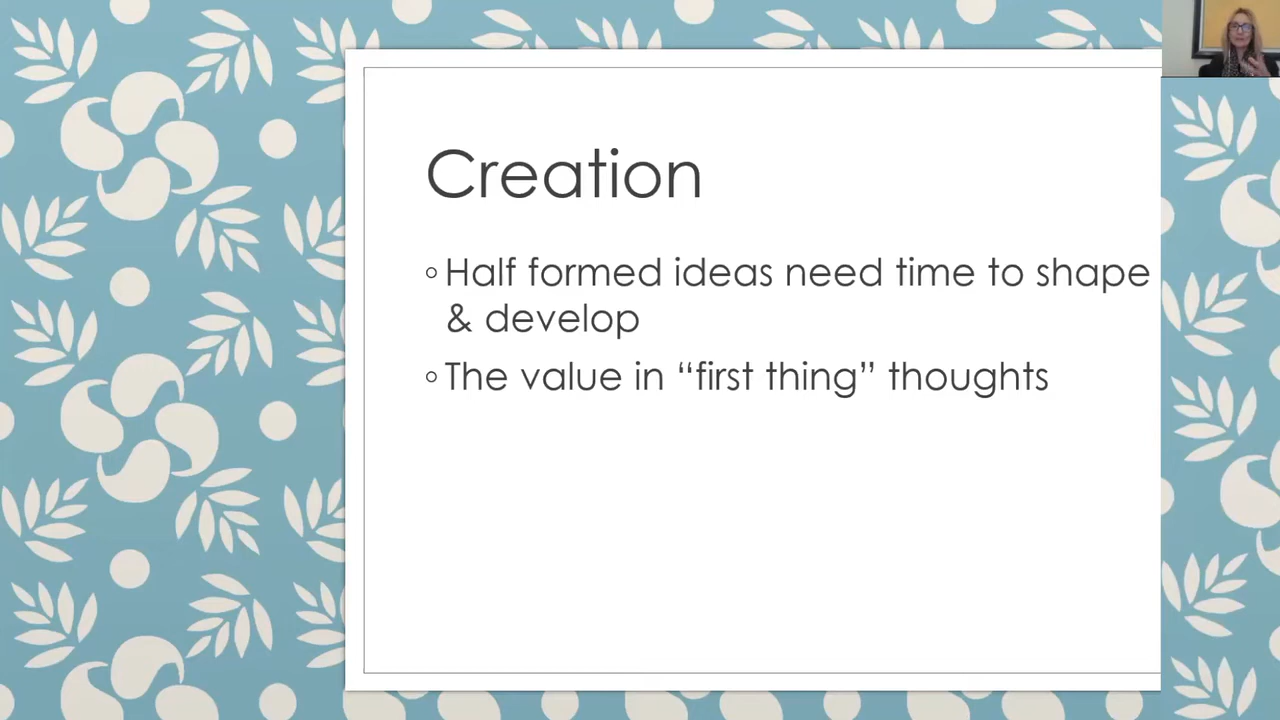 Creation
◦ Half formed ideas need time to shape
& develop
◦ The value in “first thing” thoughts